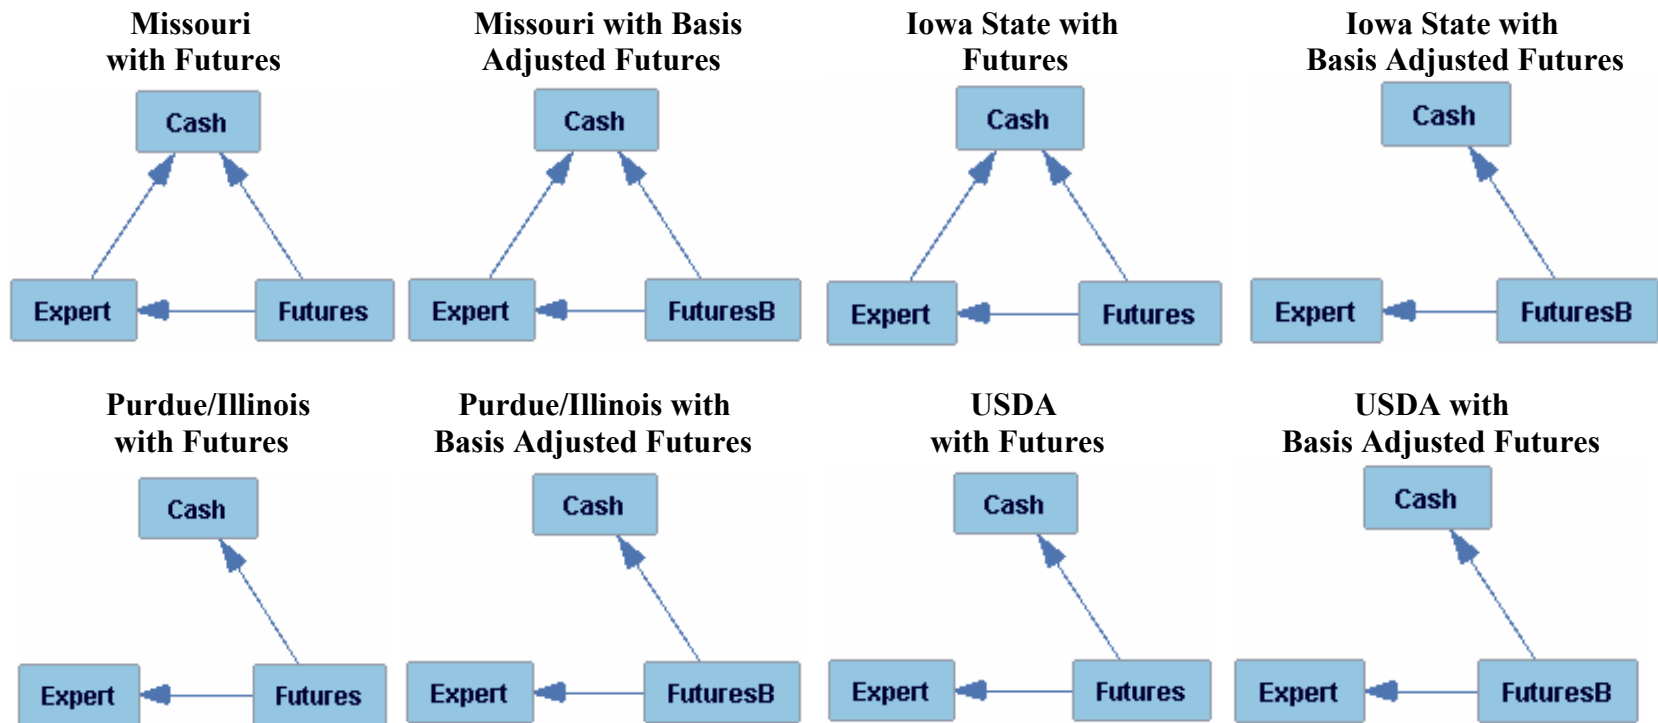 Missouri
with Futures
Missouri with Basis
Adjusted Futures
Iowa State with
Futures
Iowa State with
Basis Adjusted Futures
Cash
Expert
Futures
Cash
Expert
FuturesB
Cash
Expert
Futures
Cash
Expert
FuturesB
Purdue/Illinois
with Futures
Purdue/Illinois with
Basis Adjusted Futures
USDA
with Futures
USDA with
Basis Adjusted Futures
Cash
Expert
Futures
Cash
Expert
FuturesB
Cash
Expert
Futures
Cash
Expert
FuturesB